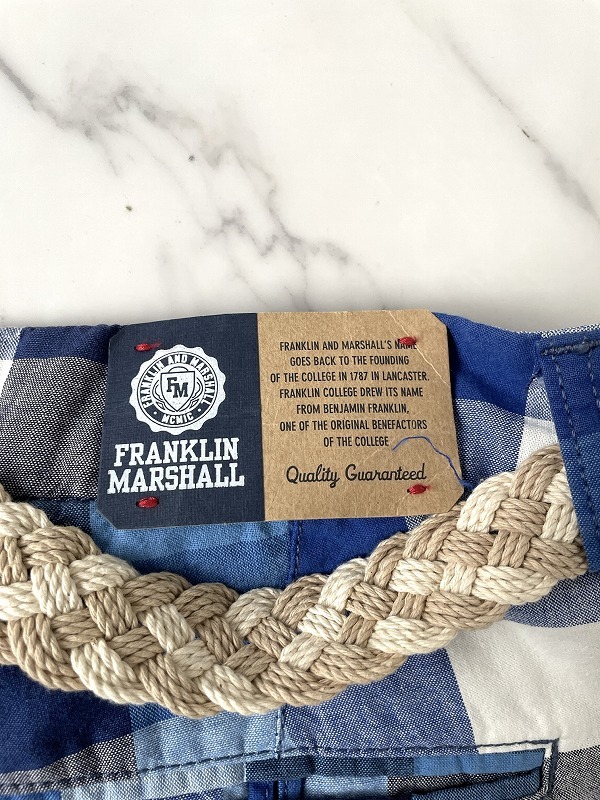 FRANKLIN AND MARSHALL
FM
MCMIC
FRANKLIN
MARSHALL
FRANKLIN AND MARSHALL'S NAME
GOES BACK TO THE FOUNDING
OF THE COLLEGE IN 1787 IN LANCASTER.
FRANKLIN COLLEGE DREW ITS NAME
FROM BENJAMIN FRANKLIN,
ONE OF THE ORIGINAL BENEFACTORS
OF THE COLLEGE
Quality Guaranteed